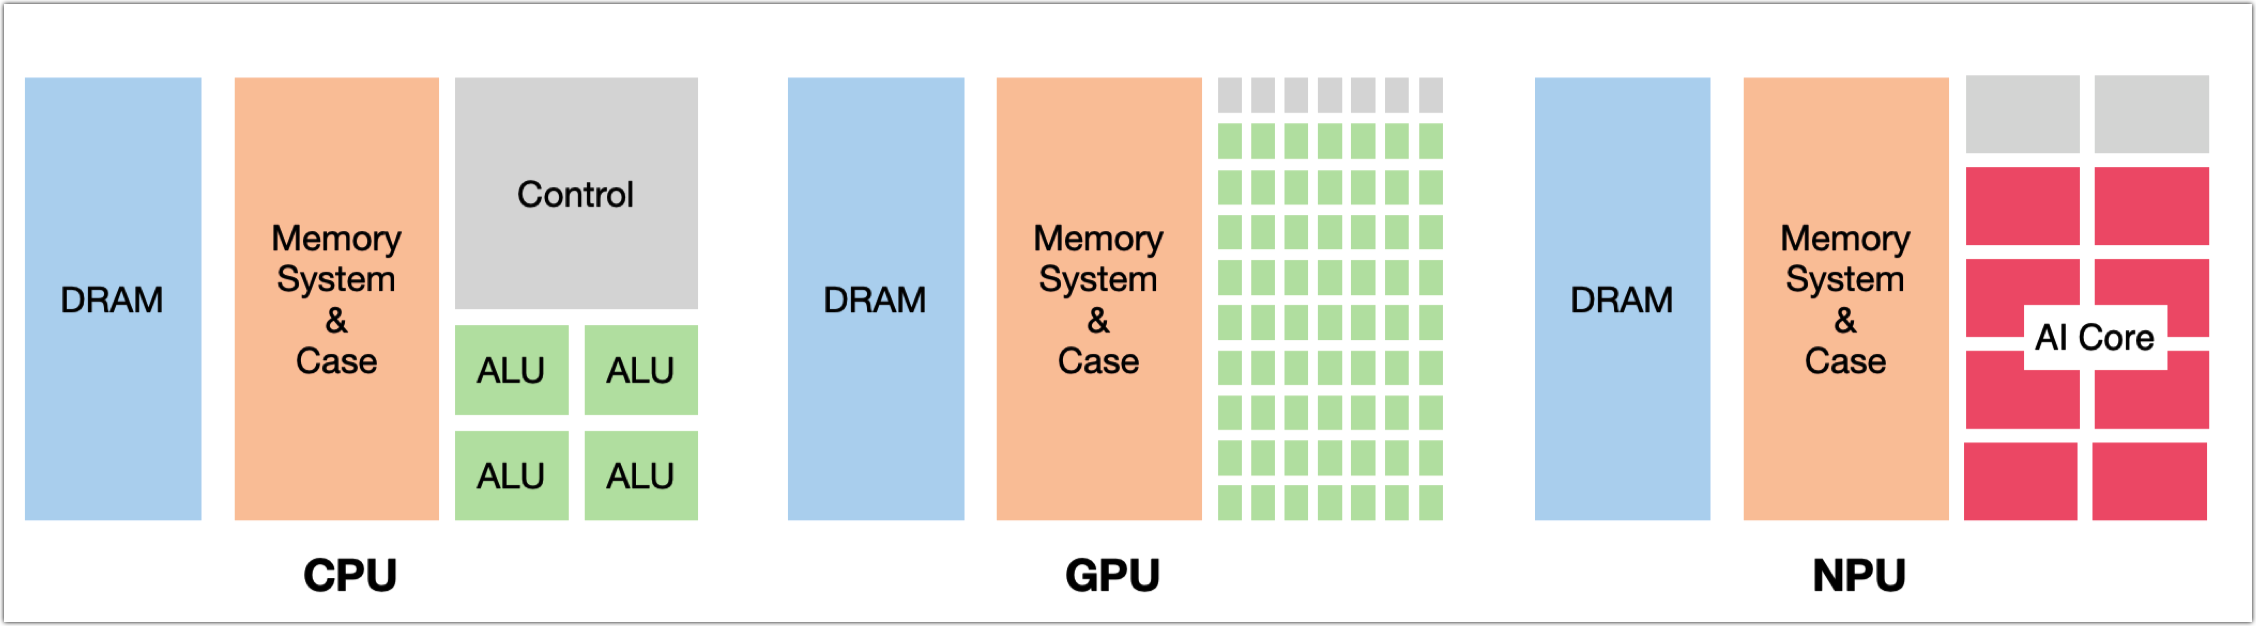 DRAM
Memory
System
&
Case
Control
ALU
ALU
ALU
ALU
CPU
DRAM
Memory
System
&
Case
GPU
DRAM
Memory
System
&
Case
AI Core
NPU